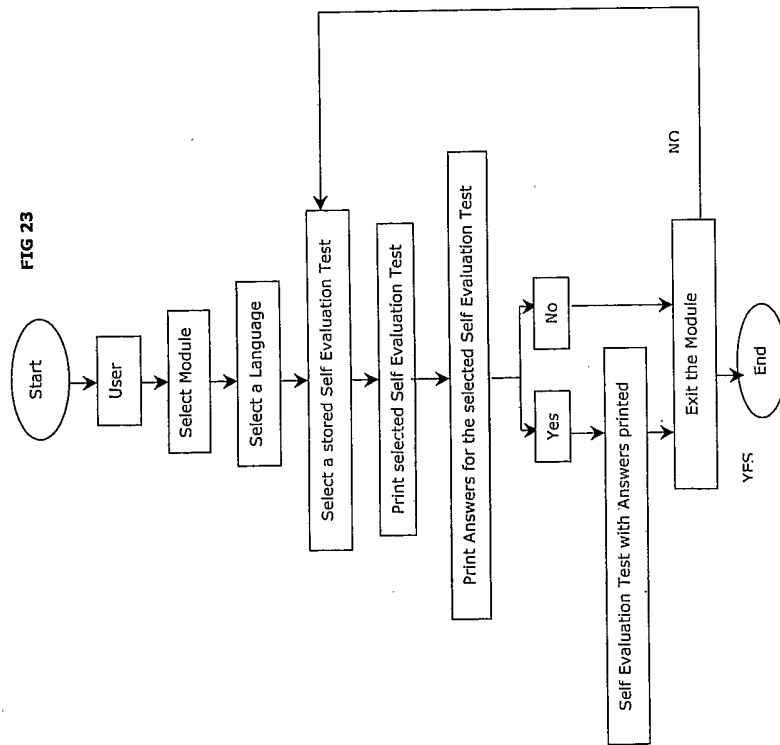 FIG 23
Start
User
Select Module
Select a Language
Select a stored Self Evaluation Test
Print selected Self Evaluation Test
Print Answers for the selected Self Evaluation Test
Yes
No
Self Evaluation Test with Answers printed
Exit the Module
NO
YES
End